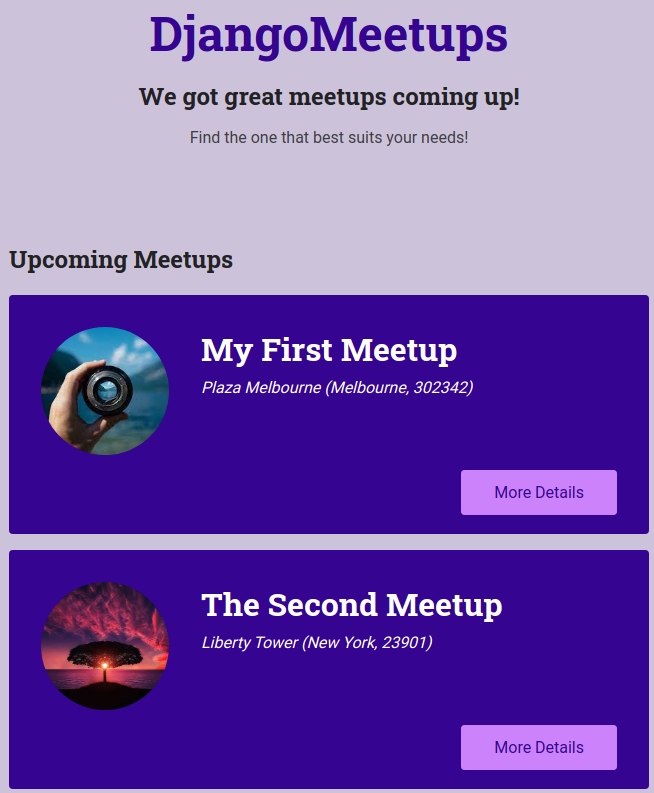 DjangoMeetups
We got great meetups coming up!
Find the one that best suits your needs!
Upcoming Meetups
My First Meetup
Plaza Melbourne (Melbourne, 302342)
More Details
The Second Meetup
Liberty Tower (New York, 23901)
More Details